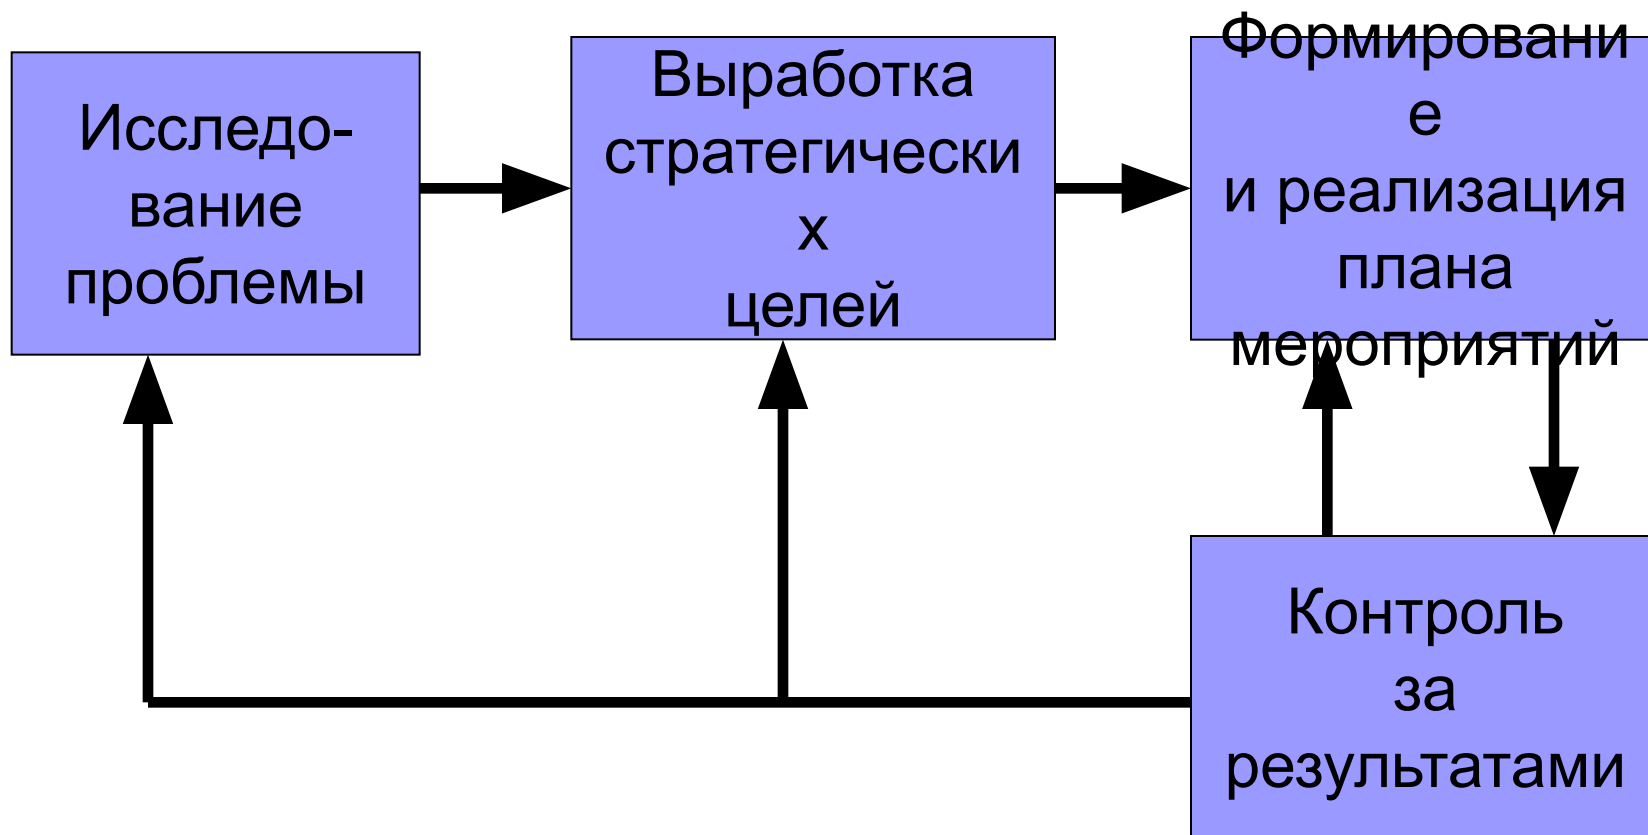 Исследо-
вание
проблемы
Выработка
стратегически
х
целей
Формировани
е
и реализация
плана
мероприятий
Контроль
за
результатами